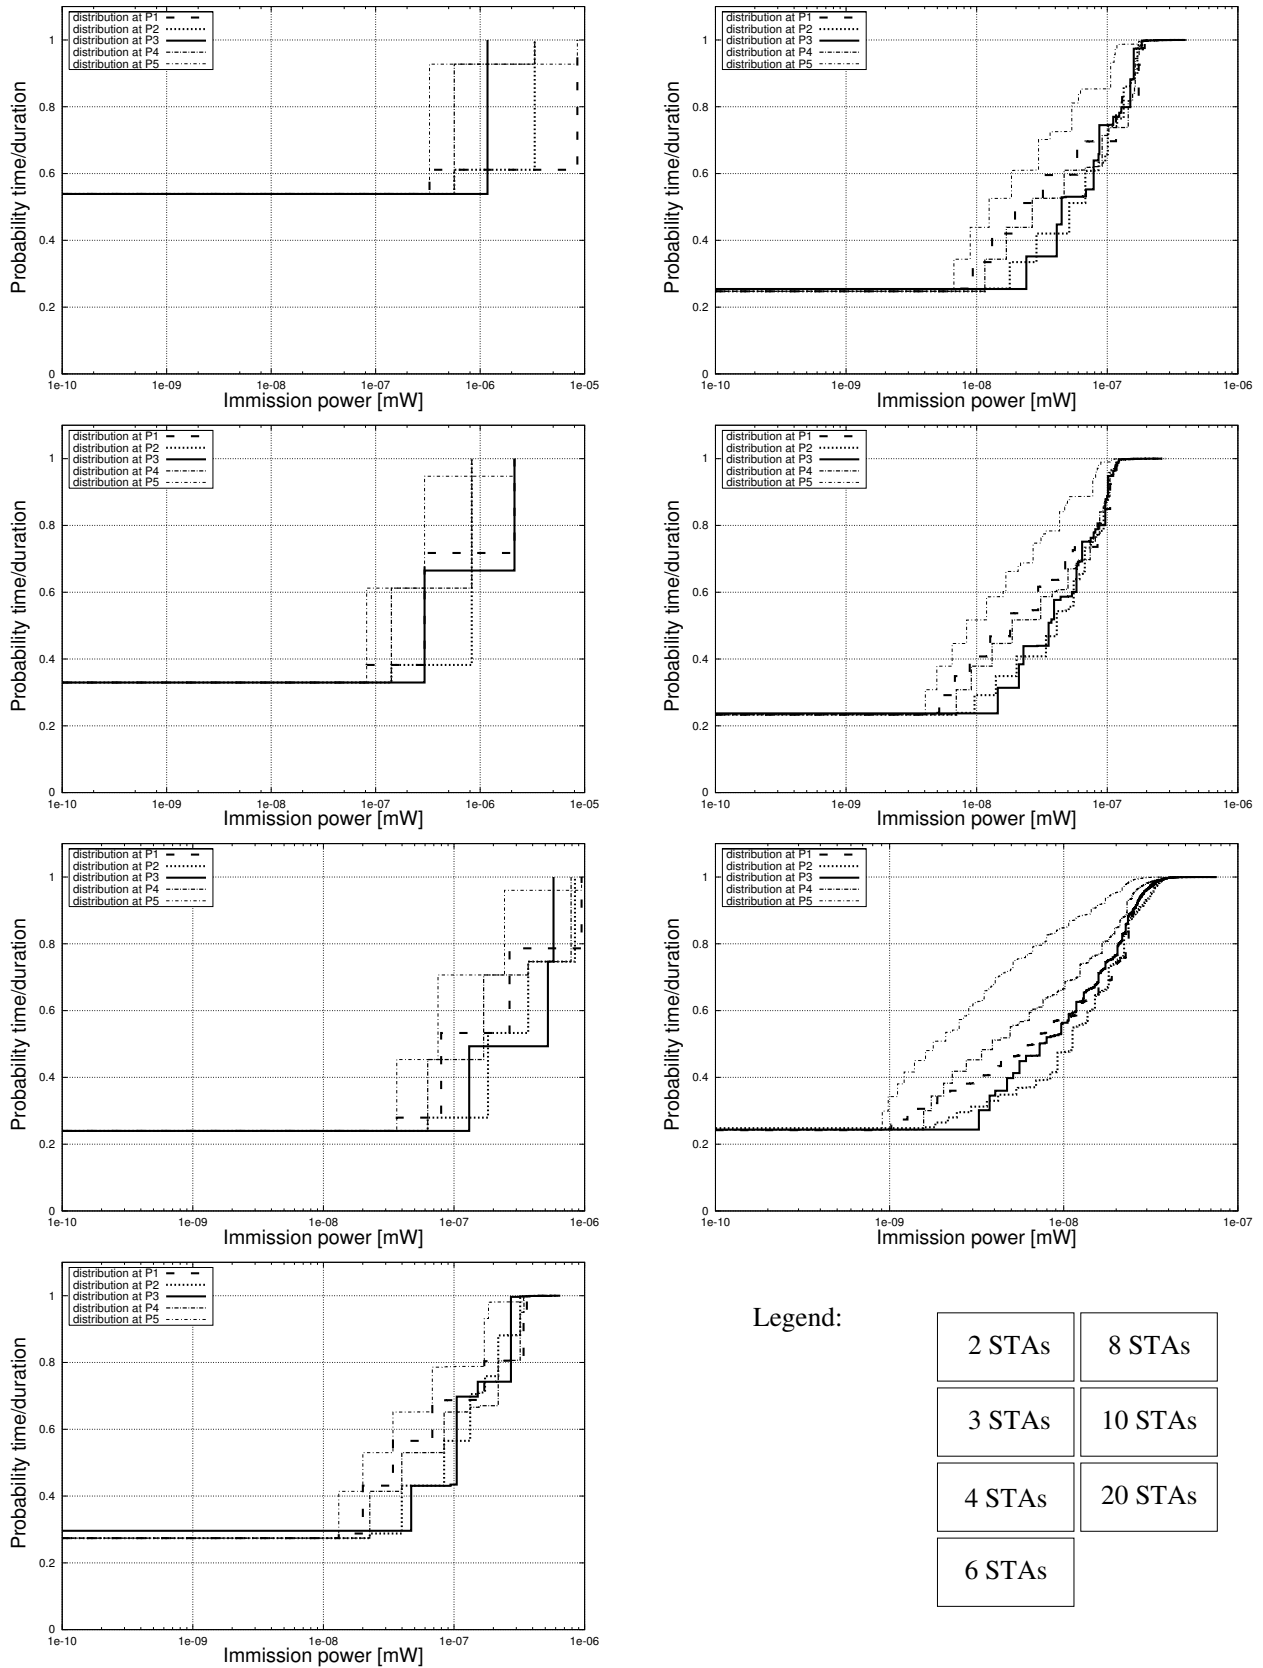 distribution at P1
distribution at P2
distribution at P3
distribution at P4
distribution at P5
1
0.8
0.6
0.4
0.2
0
Probability time/duration
1e-10 1e-09 1e-08 1e-07 1e-06 1e-05
Immission power [mW]
distribution at P1
distribution at P2
distribution at P3
distribution at P4
distribution at P5
1
0.8
0.6
0.4
0.2
0
Probability time/duration
1e-10 1e-09 1e-08 1e-07 1e-06
Immission power [mW]
distribution at P1
distribution at P2
distribution at P3
distribution at P4
distribution at P5
1
0.8
0.6
0.4
0.2
0
Probability time/duration
1e-10 1e-09 1e-08 1e-07 1e-06 1e-05
Immission power [mW]
distribution at P1
distribution at P2
distribution at P3
distribution at P4
distribution at P5
1
0.8
0.6
0.4
0.2
0
Probability time/duration
1e-10 1e-09 1e-08 1e-07 1e-06
Immission power [mW]
distribution at P1
distribution at P2
distribution at P3
distribution at P4
distribution at P5
1
0.8
0.6
0.4
0.2
0
Probability time/duration
1e-10 1e-09 1e-08 1e-07 1e-06
Immission power [mW]
distribution at P1
distribution at P2
distribution at P3
distribution at P4
distribution at P5
1
0.8
0.6
0.4
0.2
0
Probability time/duration
1e-10 1e-09 1e-08 1e-07
Immission power [mW]
distribution at P1
distribution at P2
distribution at P3
distribution at P4
distribution at P5
1
0.8
0.6
0.4
0.2
0
Probability time/duration
1e-10 1e-09 1e-08 1e-07 1e-06
Immission power [mW]
Legend:
2 STAs 8 STAs
3 STAs 10 STAs
4 STAs 20 STAs
6 STAs